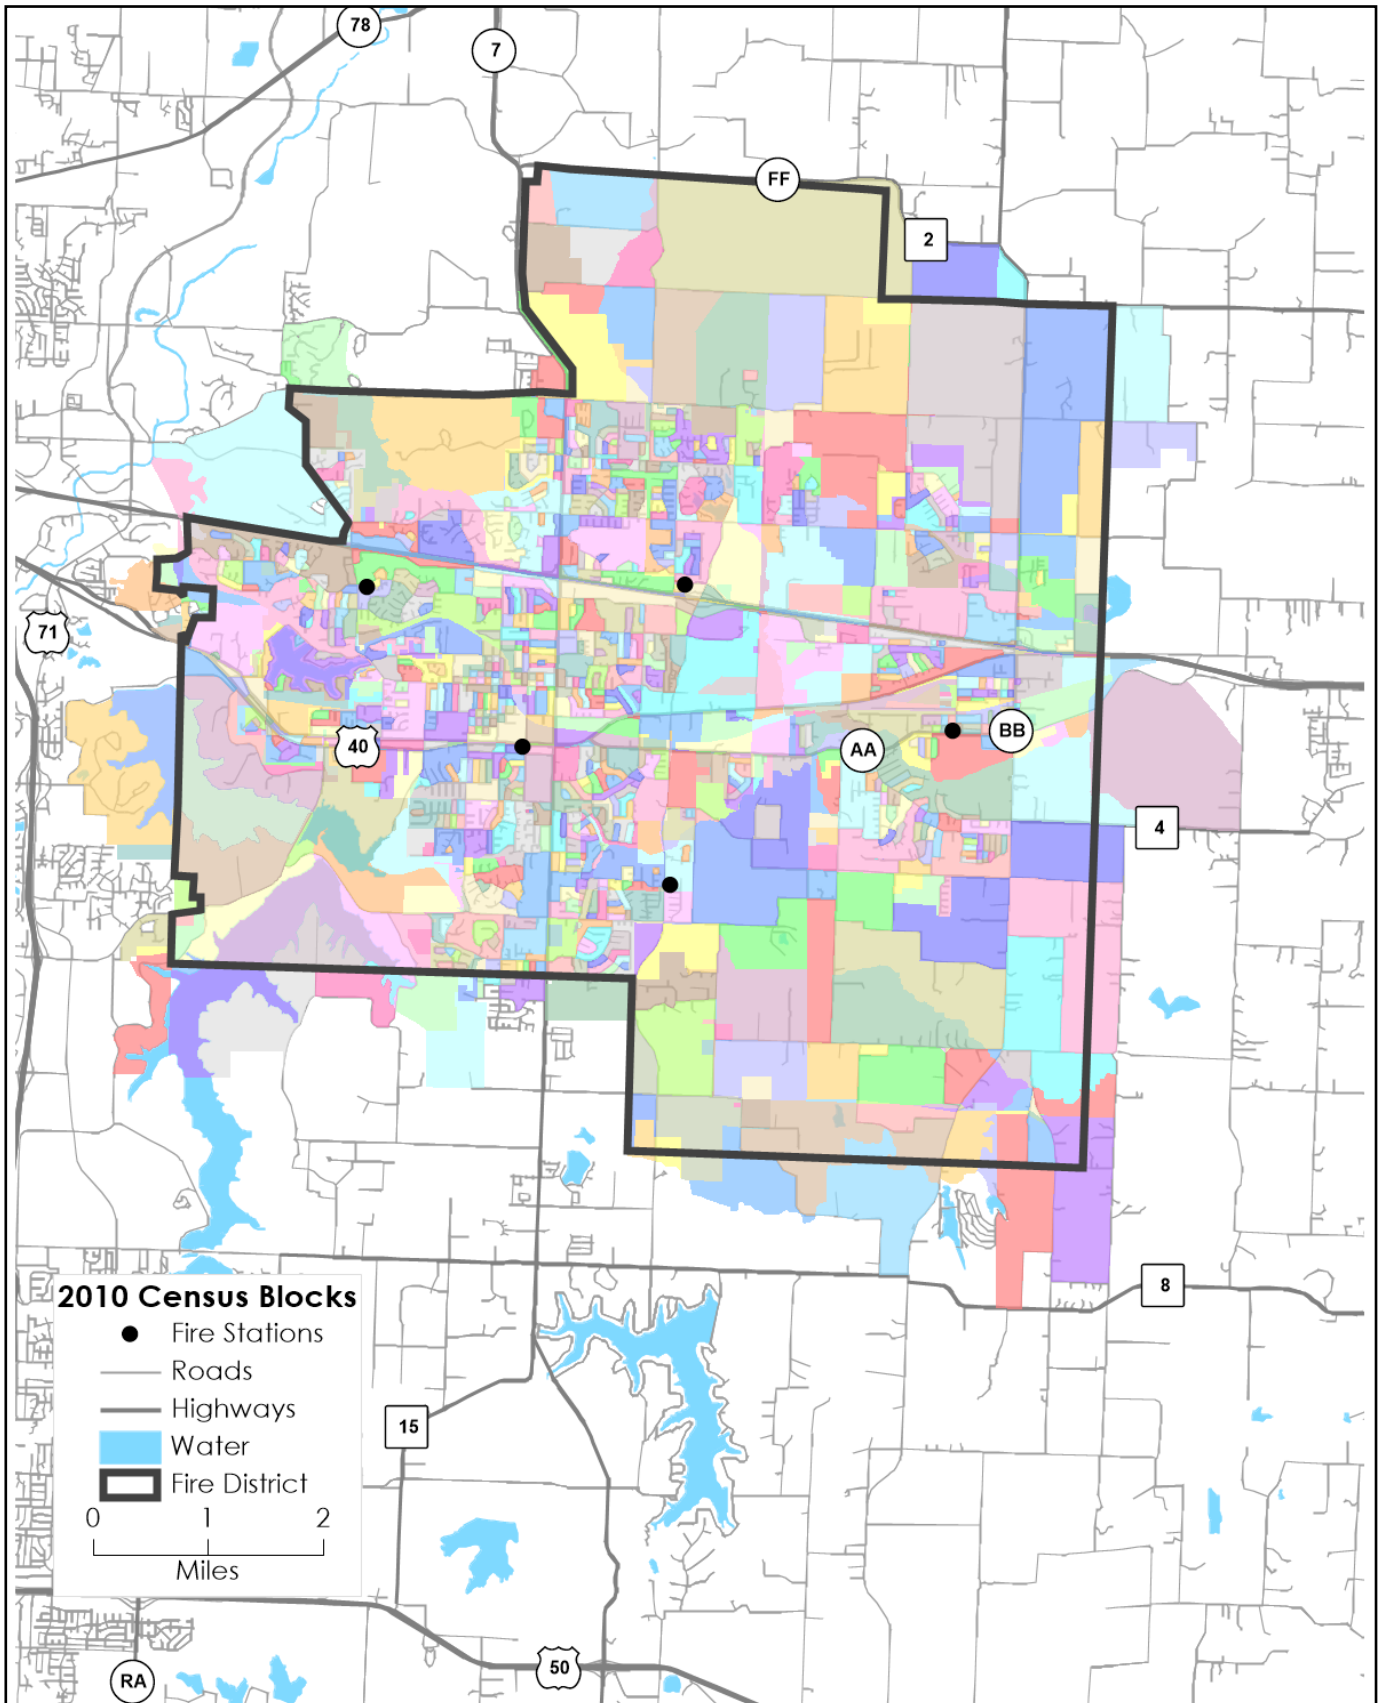 78
7
FF
2
71
40
AA
BB
4
2010 Census Blocks
Fire Stations
Roads
Highways
Water
Fire District
0 1 2
Miles
8
15
50
RA